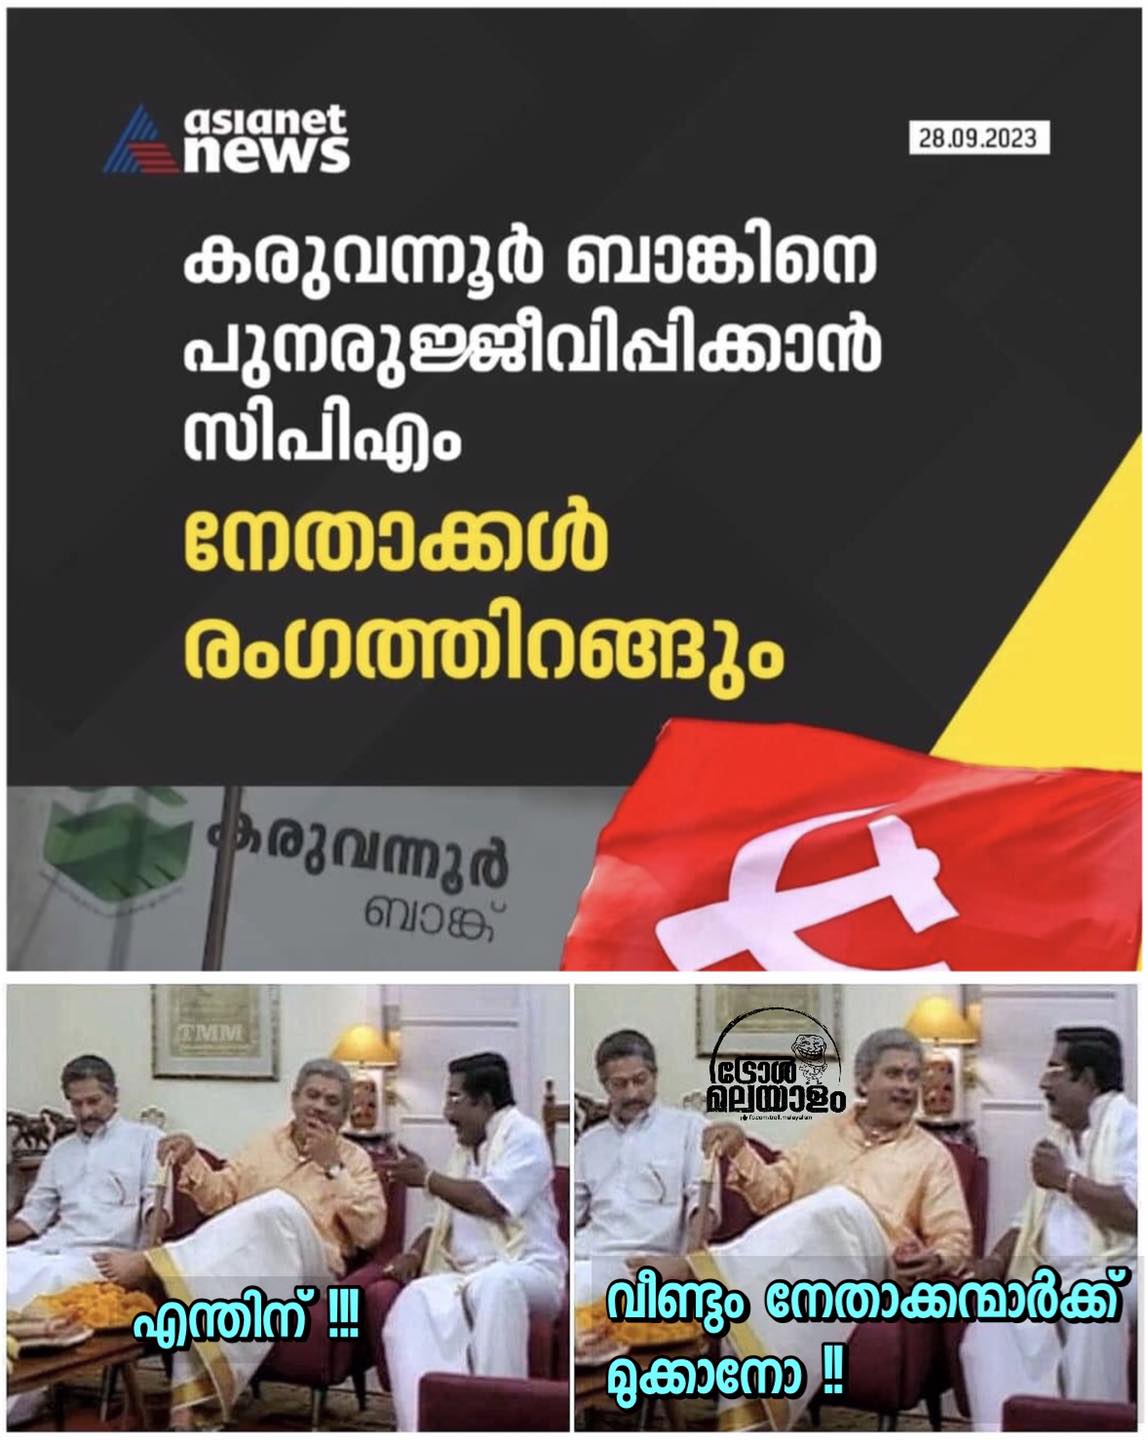 asianet
news
28.09.2023
കരുവന്നൂർ ബാങ്കിനെ
പുനരുജ്ജീവിപ്പിക്കാൻ
സിപിഎം
നേതാക്കൾ
രംഗത്തിറങ്ങും
കരുവന്നൂർ
ബാങ്ക്
TMM
ട്രോൾ
മലയാളം
എന്തിന് !!!
വീണ്ടും നേതാക്കന്മാർക്ക്
മുക്കാനോ !!